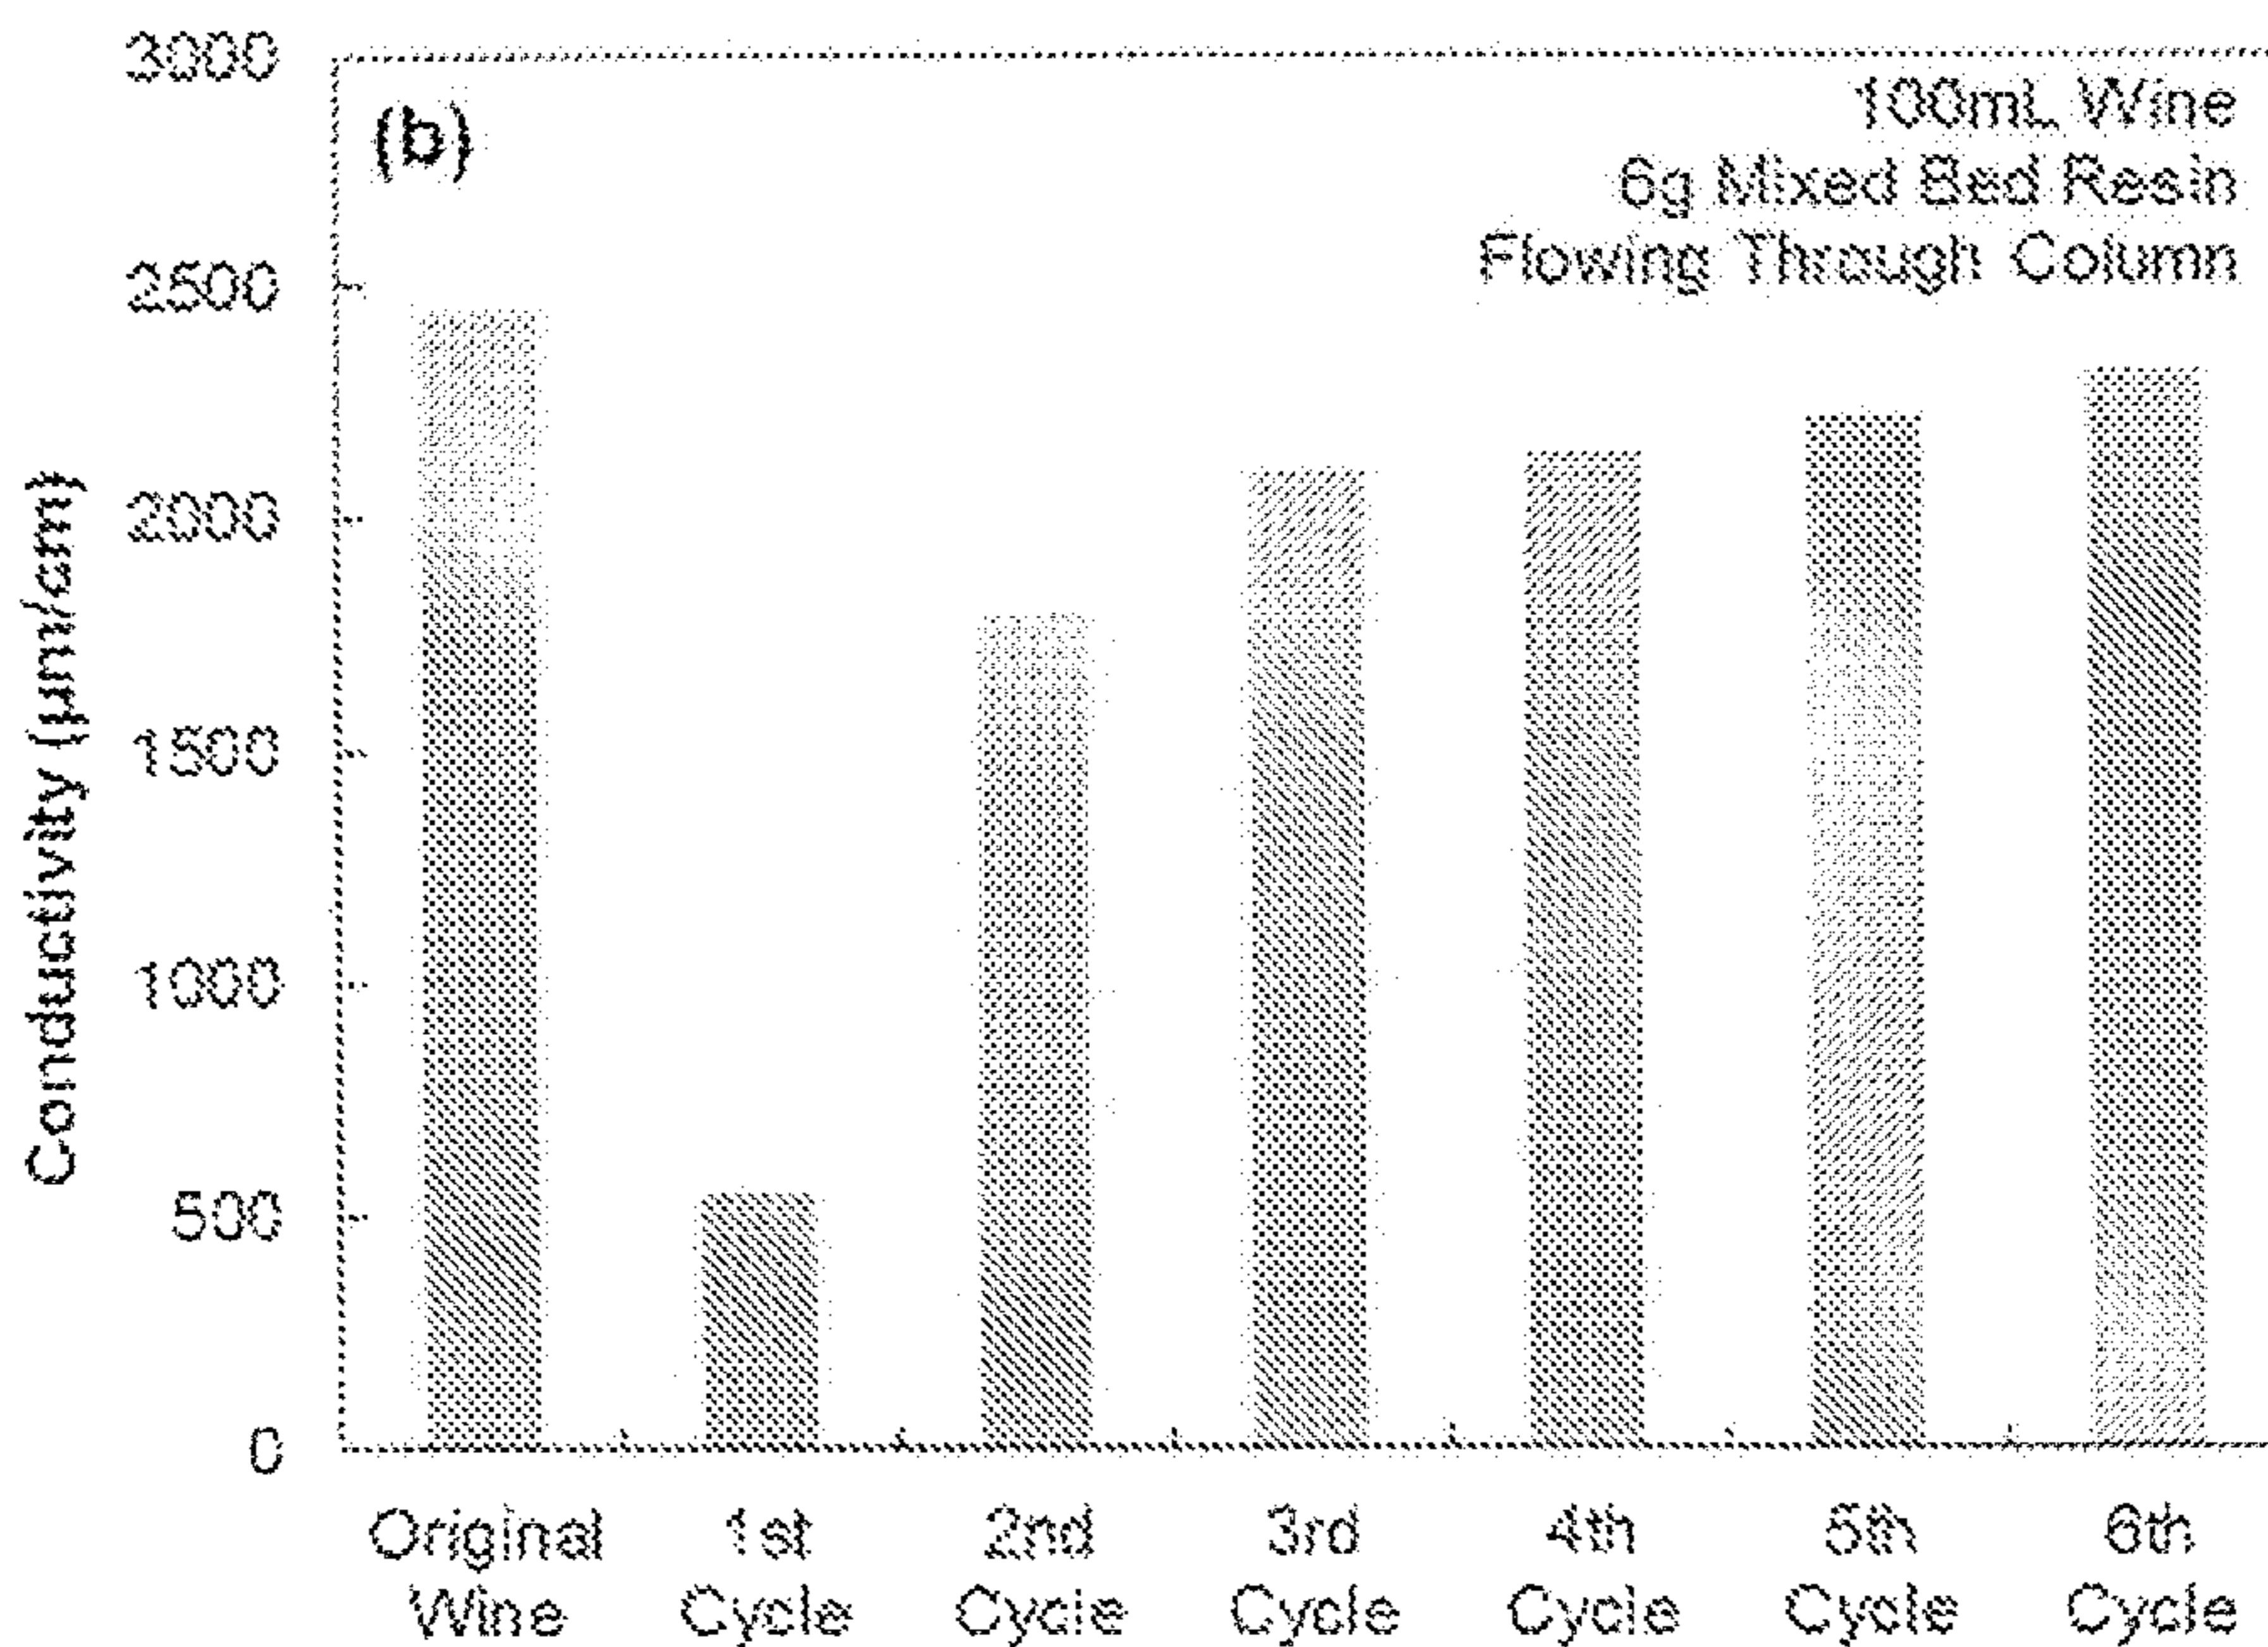 3000
(b)
100mL Wine
6g Mixed Bed Resin
Flowing Through Column
2500
2000
1500
1000
500
0
Conductivity (µm/cm)
Original Wine
1st Cycle
2nd Cycle
3rd Cycle
4th Cycle
5th Cycle
6th Cycle